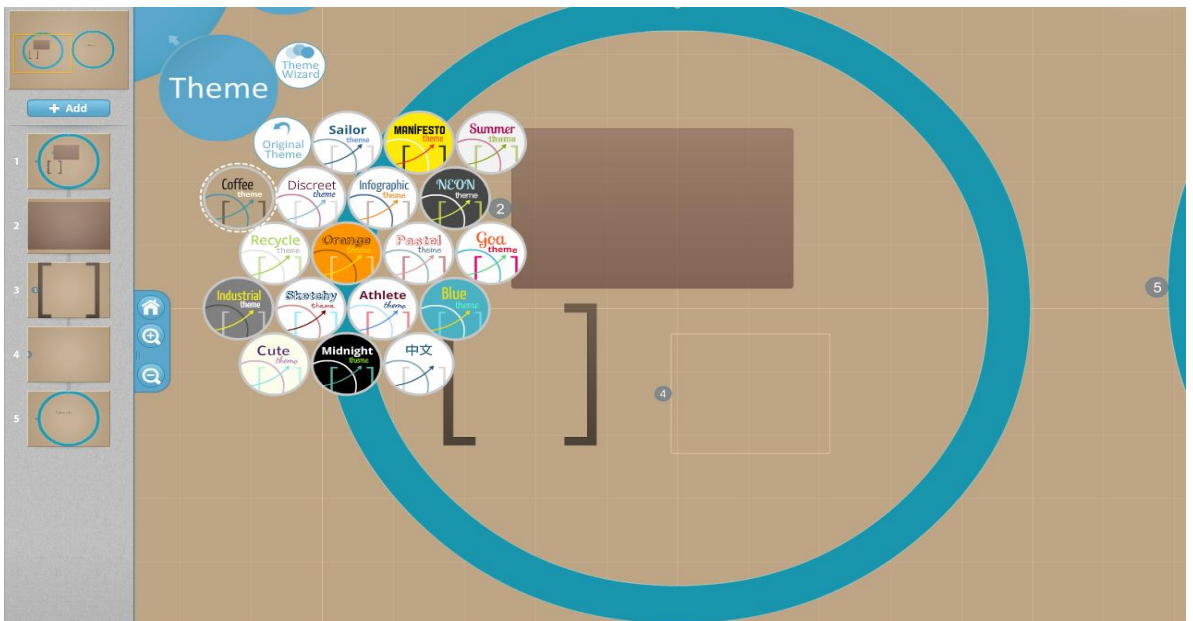 Theme
Theme
Wizard
+ Add
Original
Theme
Sailor
theme
MANIFESTO
theme
Summer
theme
Coffee
theme
Discreet
theme
Infographic
theme
NEON
theme
Recycle
theme
Orange
theme
Pastel
theme
Goa
theme
Industrial
theme
Sketchy
theme
Athlete
theme
Blue
theme
Cute
theme
Midnight
theme
中文
1
2
3
4
5
2
4
5